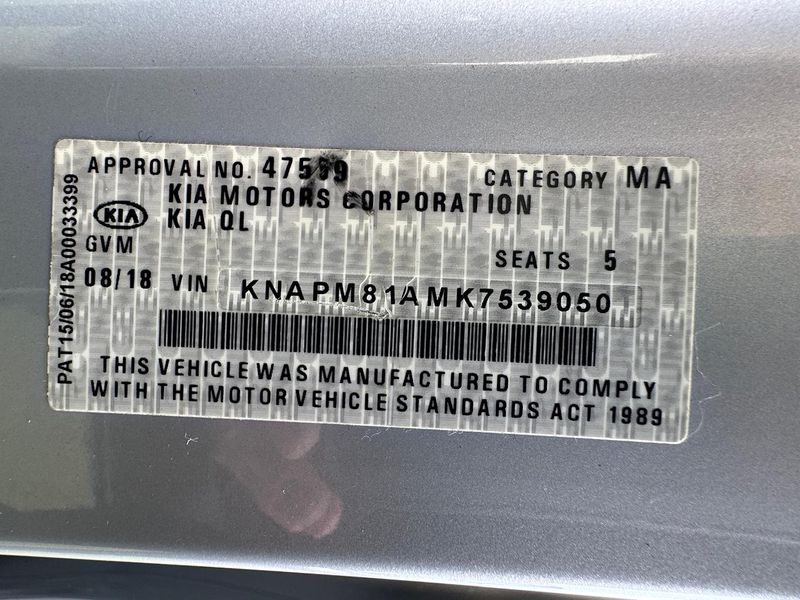 APPROVAL NO. 47599 CATEGORY MA
KIA MOTORS CORPORATION
KIA KIA QL
GVM SEATS 5
08/18 VIN KNAPM81AMK7539050
THIS VEHICLE WAS MANUFACTURED TO COMPLY
WITH THE MOTOR VEHICLE STANDARDS ACT 1989
PAT15/06/18A00033399